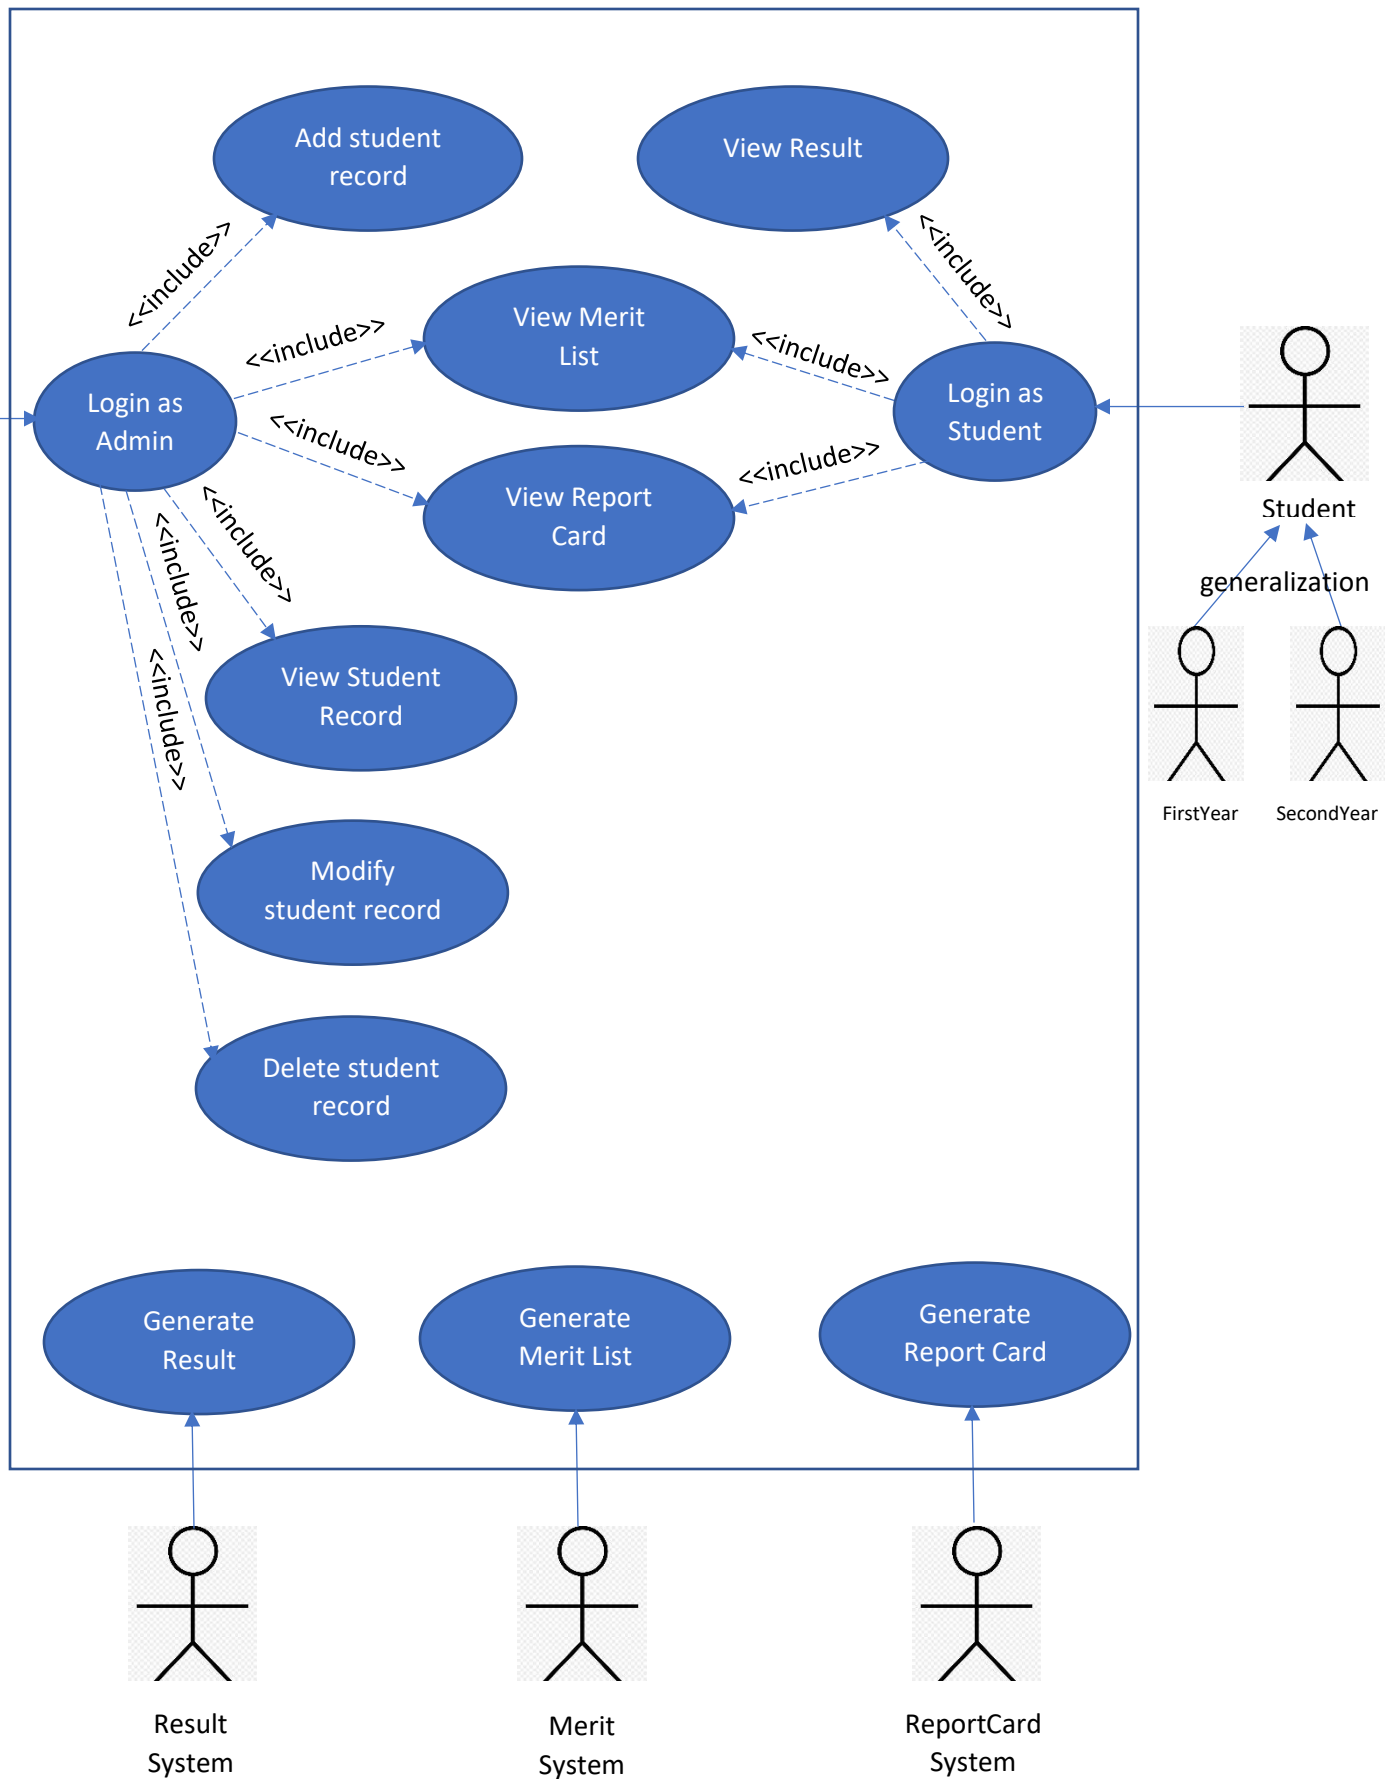 Add student
record
View Result
<<include>>
<<include>>
View Merit
List
<<include>>
<<include>>
Login as
Admin
Login as
Student
<<include>>
<<include>>
View Report
Card
Student
generalization
<<include>>
<<include>>
<<include>>
View Student
Record
FirstYear
SecondYear
Modify
student record
Delete student
record
Generate
Result
Generate
Merit List
Generate
Report Card
Result
System
Merit
System
ReportCard
System